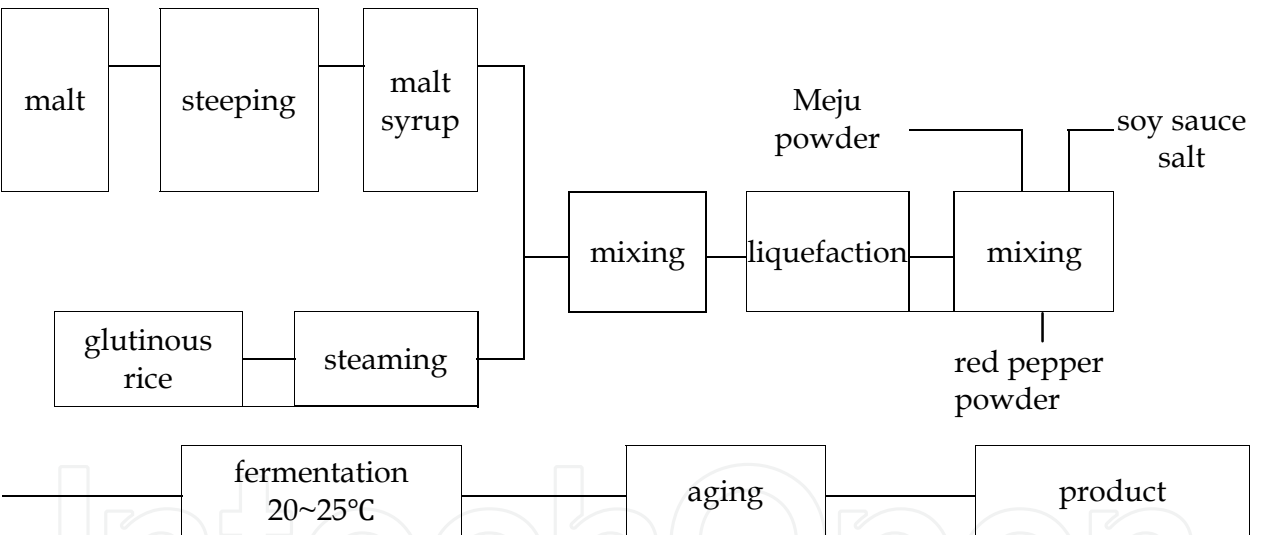 malt
steeping
malt
syrup
Meju
powder
soy sauce
salt
mixing
liquefaction
mixing
glutinous
rice
steaming
red pepper
powder
fermentation
20~25℃
aging
product
IntechOpen